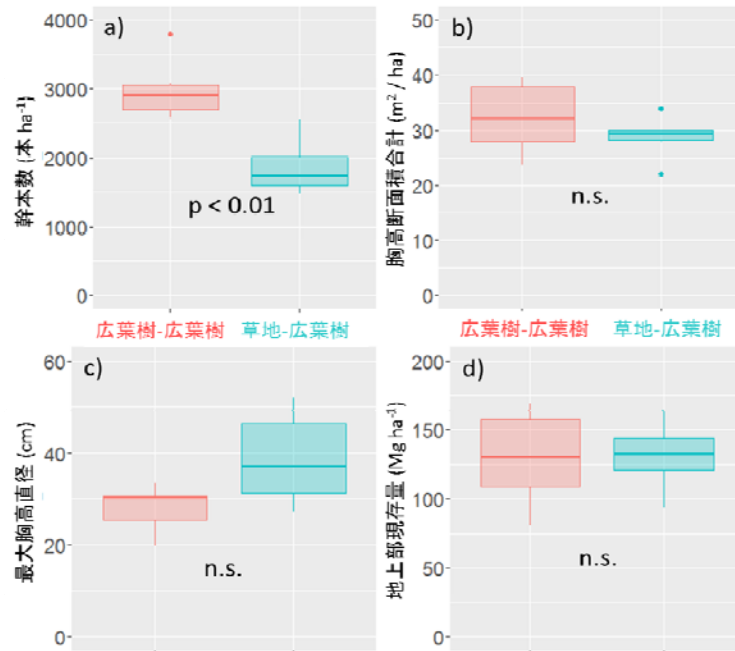 a)
幹本数 (本 ha⁻¹)
4000
3000
2000
1000
0
p < 0.01
広葉樹-広葉樹
草地-広葉樹
b)
胸高断面積合計 (m² / ha)
50
40
30
20
10
0
n.s.
広葉樹-広葉樹
草地-広葉樹
c)
最大胸高直径 (cm)
60
40
20
0
n.s.
d)
地上部現存量 (Mg ha⁻¹)
200
150
100
50
0
n.s.